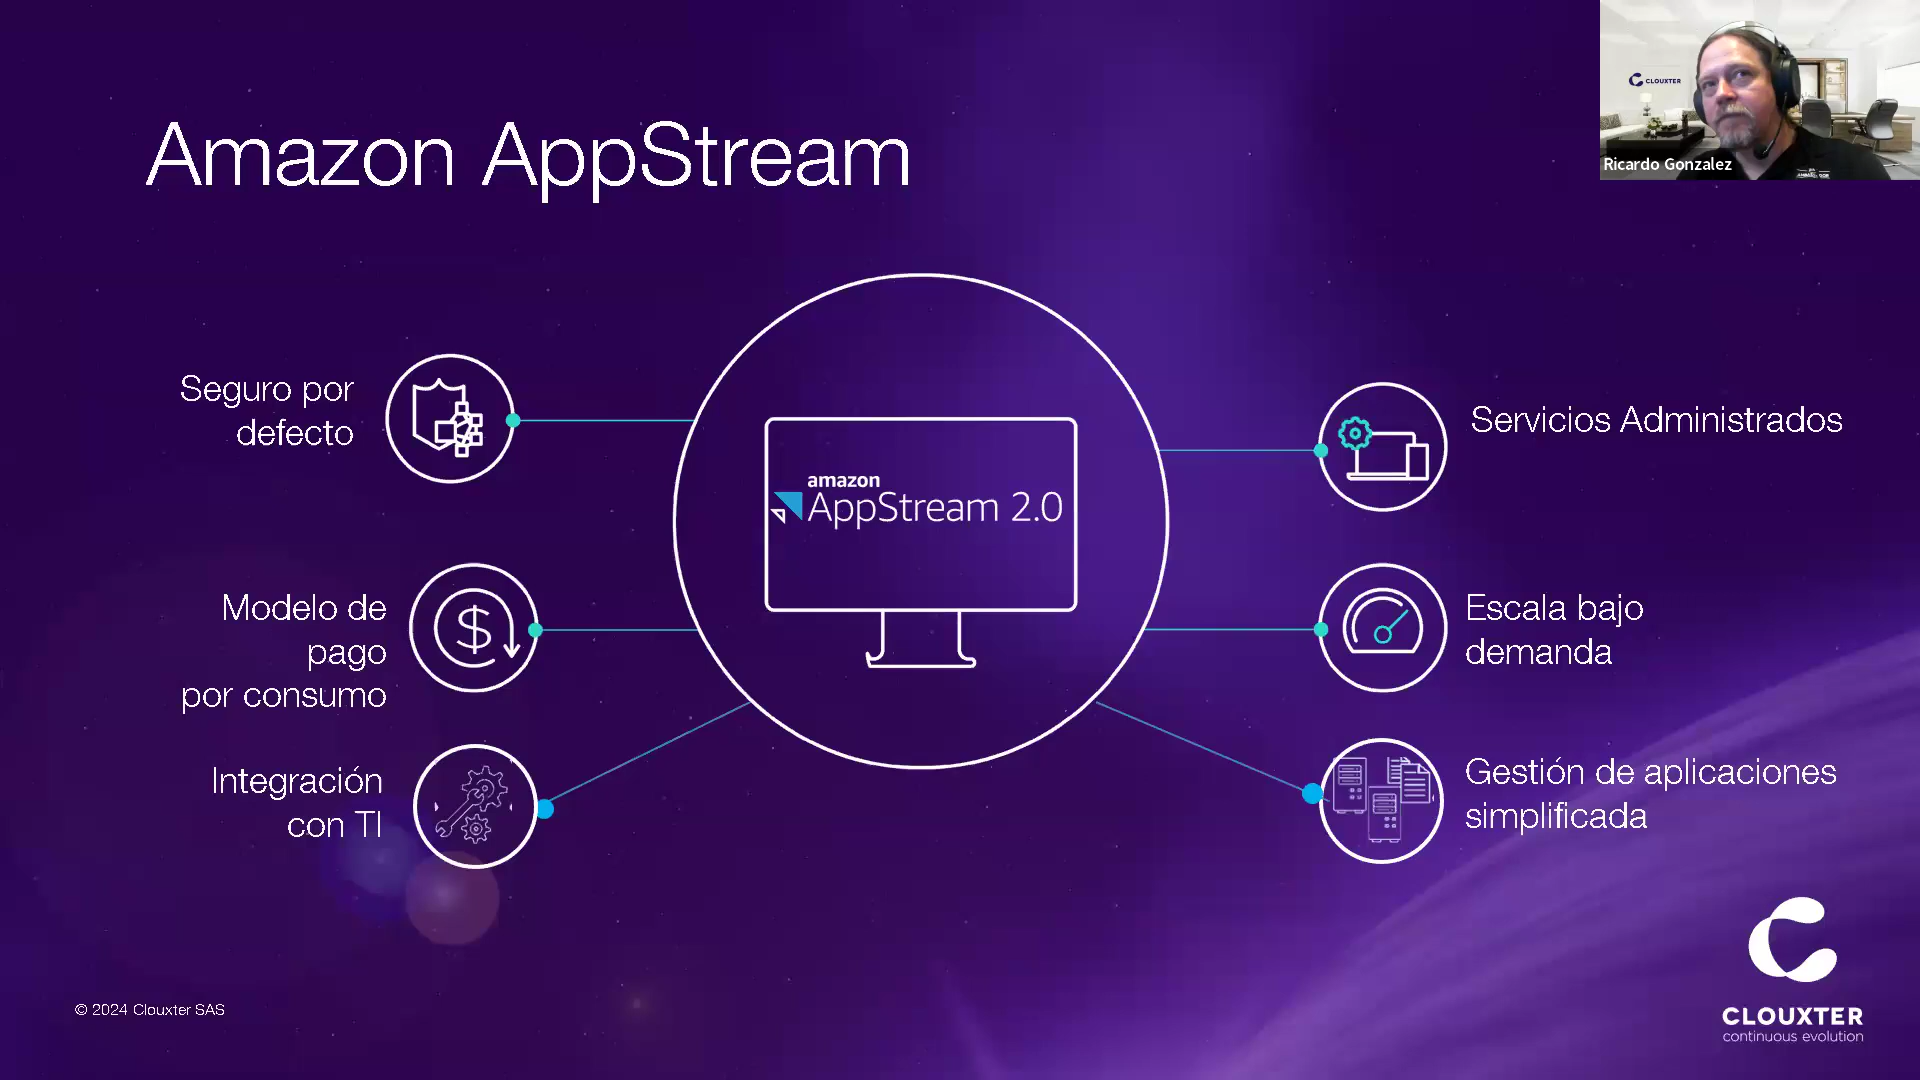 Amazon AppStream
CLOUXTER
Ricardo Gonzalez
Seguro por
defecto
Modelo de
pago
por consumo
Integración
con TI
amazon
AppStream 2.0
Servicios Administrados
Escala bajo
demanda
Gestión de aplicaciones
simplificada
© 2024 Clouxter SAS
CLOUXTER
continuous evolution